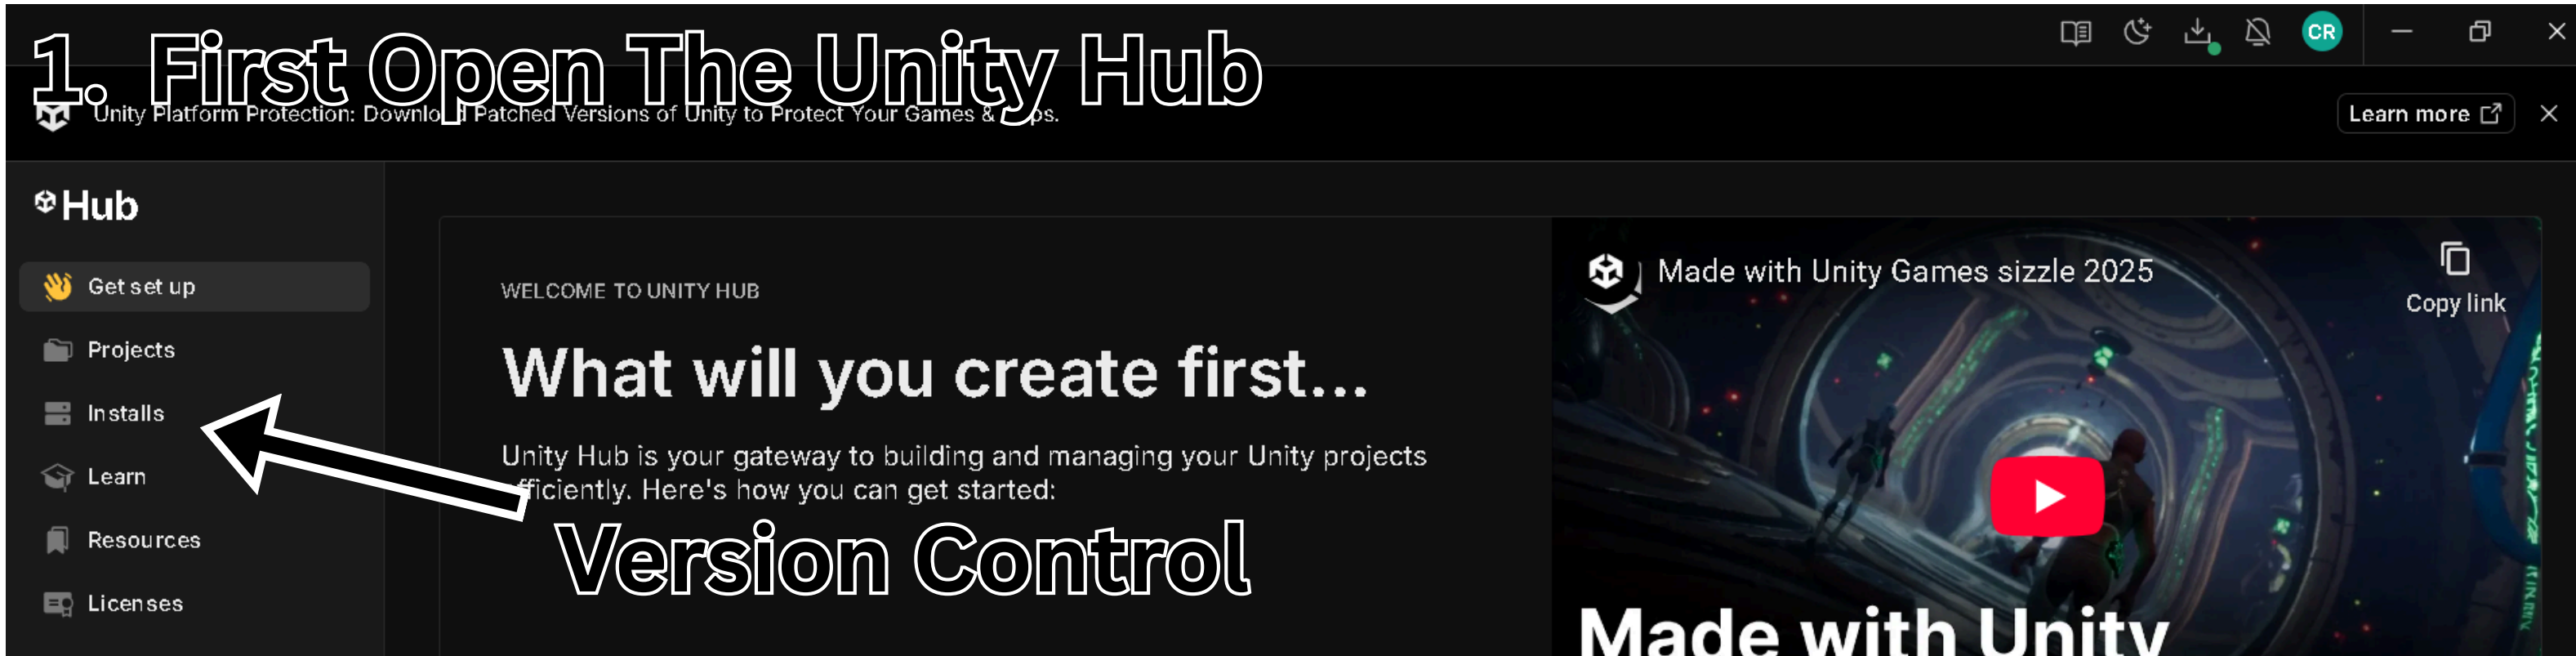 1. First Open The Unity Hub
CR
Unity Platform Protection: Download Patched Versions of Unity to Protect Your Games &
Learn more
Hub
Get set up
Projects
Installs
Learn
Resources
Licenses
WELCOME TO UNITY HUB
What will you create first...
Unity Hub is your gateway to building and managing your Unity projects
efficiently. Here's how you can get started:
Version Control
Made with Unity Games sizzle 2025
Copy link
Made with Unity